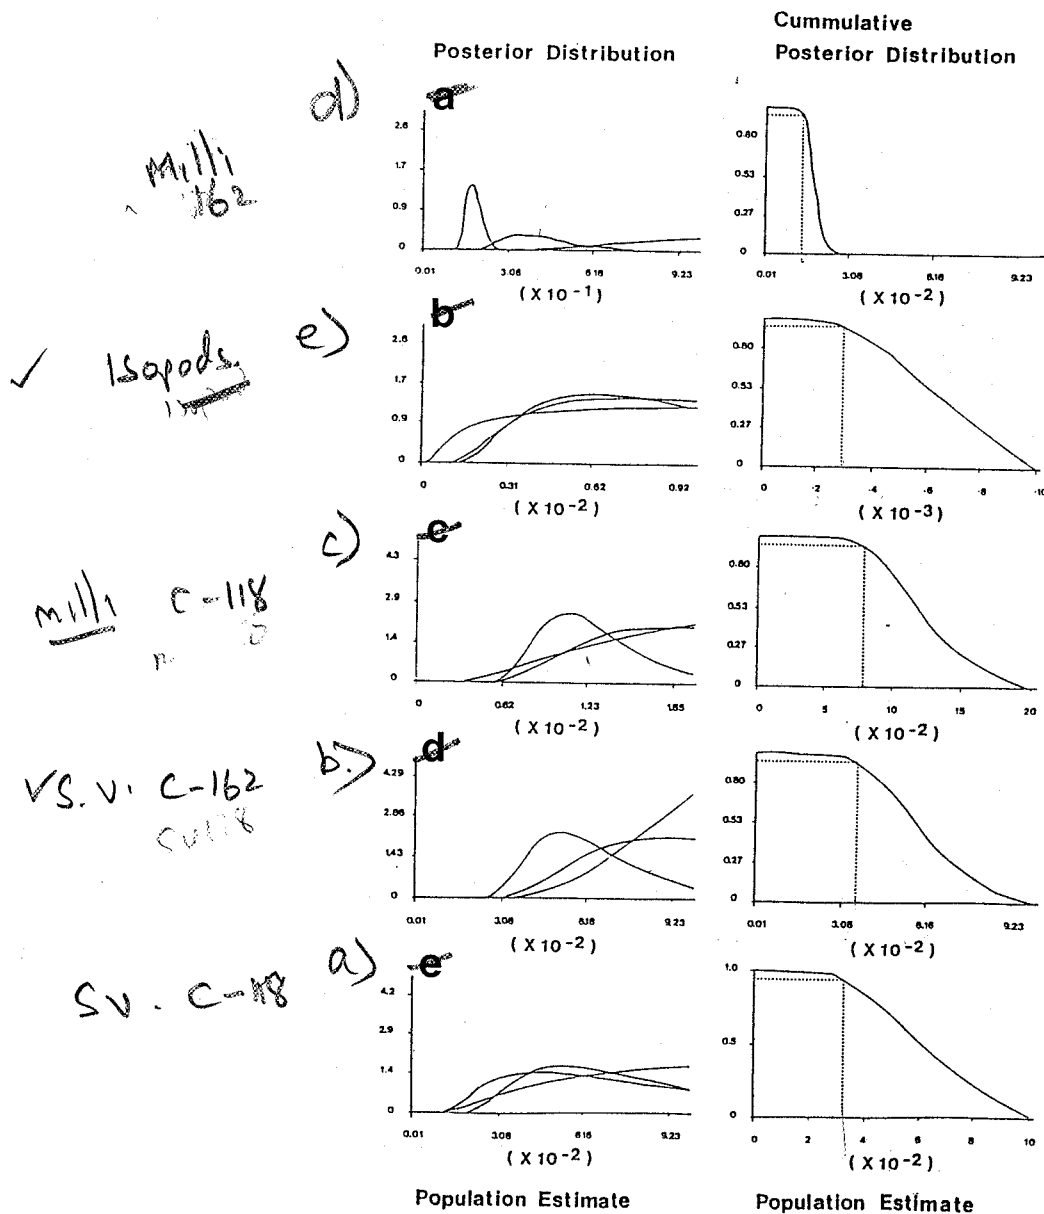 Cummulative
Posterior Distribution Posterior Distribution
d) a
Milli
162
2.6
1.7
0.9
0
0.01 3.06 6.16 9.23
( X 10-1 )
0.80
0.53
0.27
0
0.01 3.06 6.16 9.23
( X 10-2 )
e) b
✓ Isopods.
2.6
1.7
0.9
0
0 0.31 0.62 0.92
( X 10-2 )
0.80
0.53
0.27
0
0 ·2 ·4 ·6 ·8 ·10
( X 10-3 )
c) c
Milli C-118
4.3
2.9
1.4
0
0 0.62 1.23 1.85
( X 10-2 )
0.80
0.53
0.27
0
0 5 10 15 20
( X 10-2 )
b.) d
✓ S.V. C-162
SV118
4.29
2.86
1.43
0
0.01 3.06 6.16 9.23
( X 10-2 )
0.80
0.53
0.27
0
0.01 3.06 6.16 9.23
( X 10-2 )
a) e
SV. C-118
4.2
2.9
1.4
0
0.01 3.06 6.16 9.23
( X 10-2 )
1.0
0.5
0
0 2 4 6 8 10
( X 10-2 )
Population Estimate Population Estimate